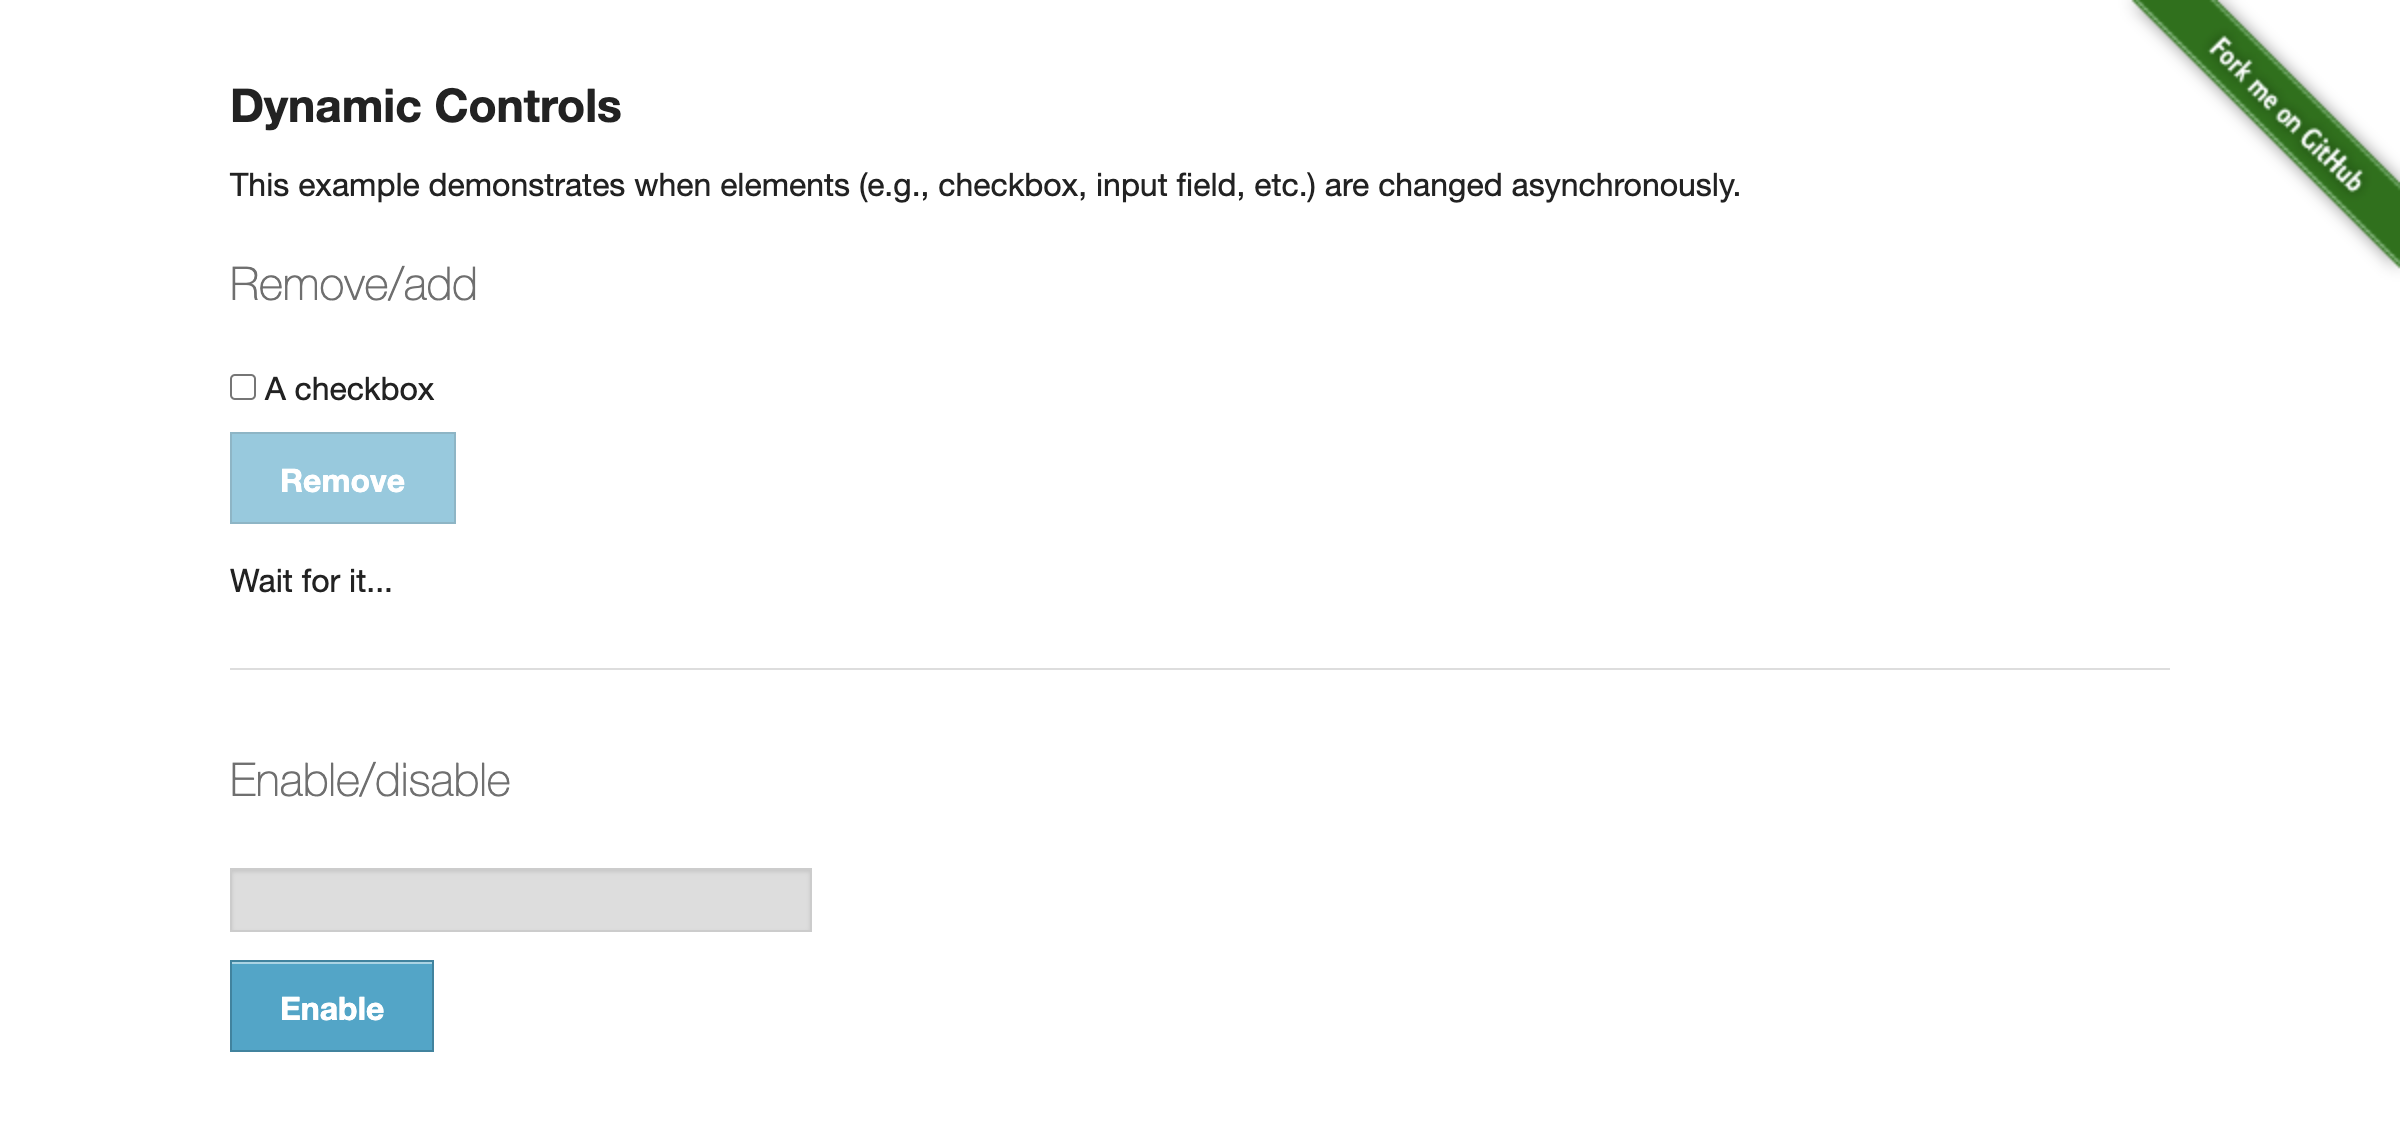 Fork me on GitHub
Dynamic Controls
This example demonstrates when elements (e.g., checkbox, input field, etc.) are changed asynchronously.
Remove/add
A checkbox
Remove
Wait for it...
Enable/disable
Enable